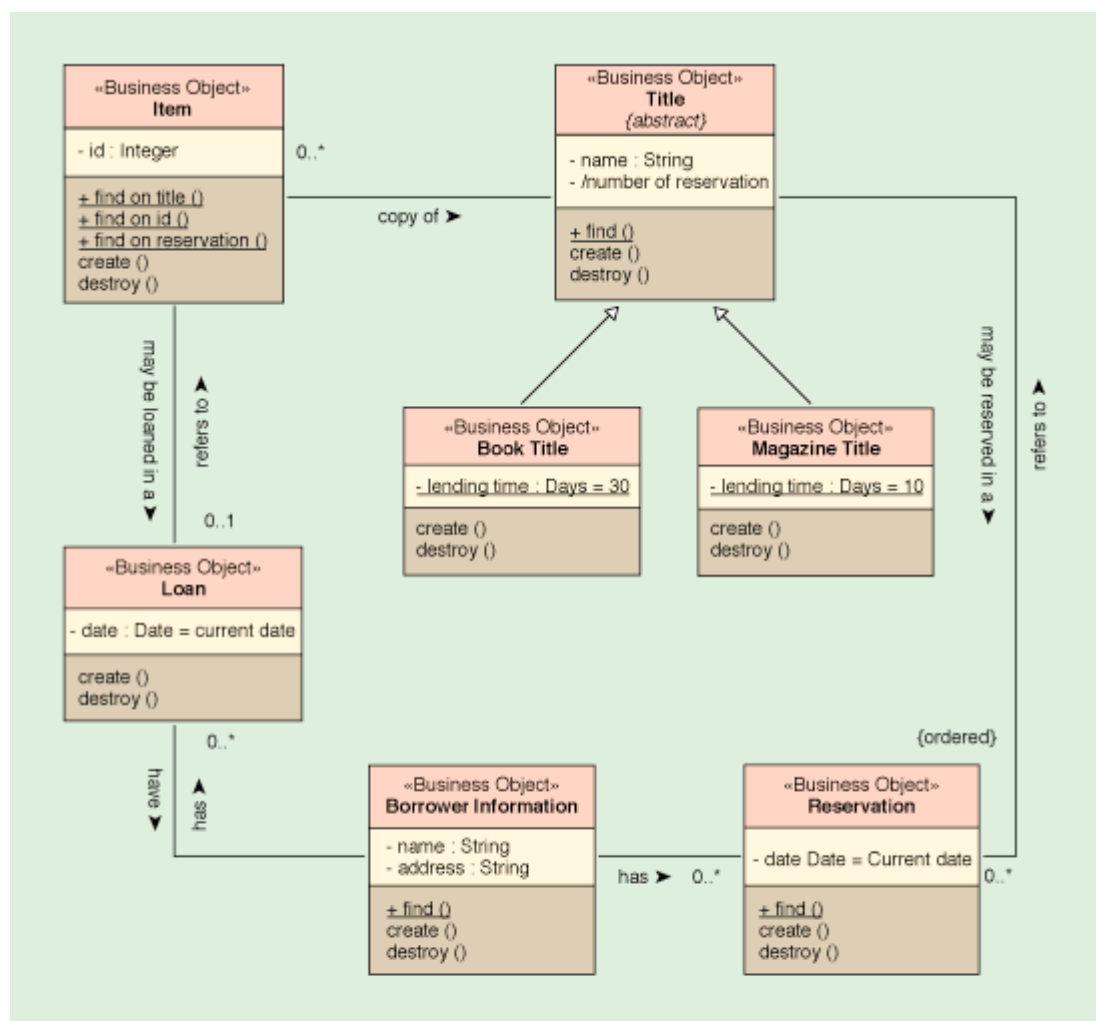 «Business Object»
Item
- id : Integer
+ find on title ()
+ find on id ()
+ find on reservation ()
create ()
destroy ()
0..*
copy of ➤
«Business Object»
Title
{abstract}
- name : String
- /number of reservation
+ find ()
create ()
destroy ()
may be loaned in a ➤
refers to ➤
0..1
«Business Object»
Book Title
- lending time : Days = 30
create ()
destroy ()
«Business Object»
Magazine Title
- lending time : Days = 10
create ()
destroy ()
may be reserved in a ➤
refers to ➤
«Business Object»
Loan
- date : Date = current date
create ()
destroy ()
0..*
have ➤
has ➤
«Business Object»
Borrower Information
- name : String
- address : String
+ find ()
create ()
destroy ()
has ➤
0..*
{ordered}
«Business Object»
Reservation
- date Date = Current date
+ find ()
create ()
destroy ()
0..*